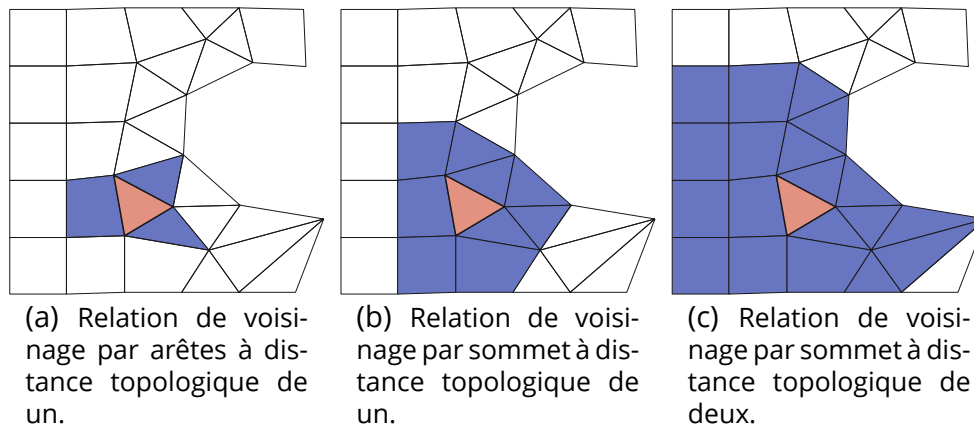 (a) Relation de voisi-
nage par arêtes à dis-
tance topologique de
un.
(b) Relation de voisi-
nage par sommet à dis-
tance topologique de
un.
(c) Relation de voisi-
nage par sommet à dis-
tance topologique de
deux.